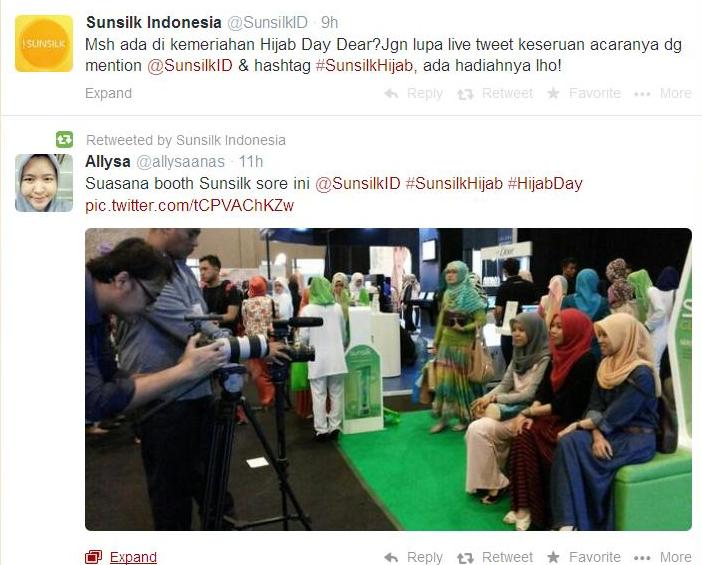 SUNSILK
Sunsilk Indonesia @SunsilkID · 9h
Msh ada di kemeriahan Hijab Day Dear?Jgn lupa live tweet keseruan acaranya dg
mention @SunsilkID & hashtag #SunsilkHijab, ada hadiahnya lho!
Expand Reply Retweet Favorite More
Retweeted by Sunsilk Indonesia
Allysa @allysaanas · 11h
Suasana booth Sunsilk sore ini @SunsilkID #SunsilkHijab #HijabDay
pic.twitter.com/tCPVAChKZw
Dove
sunsilk
Expand Reply Retweet Favorite More